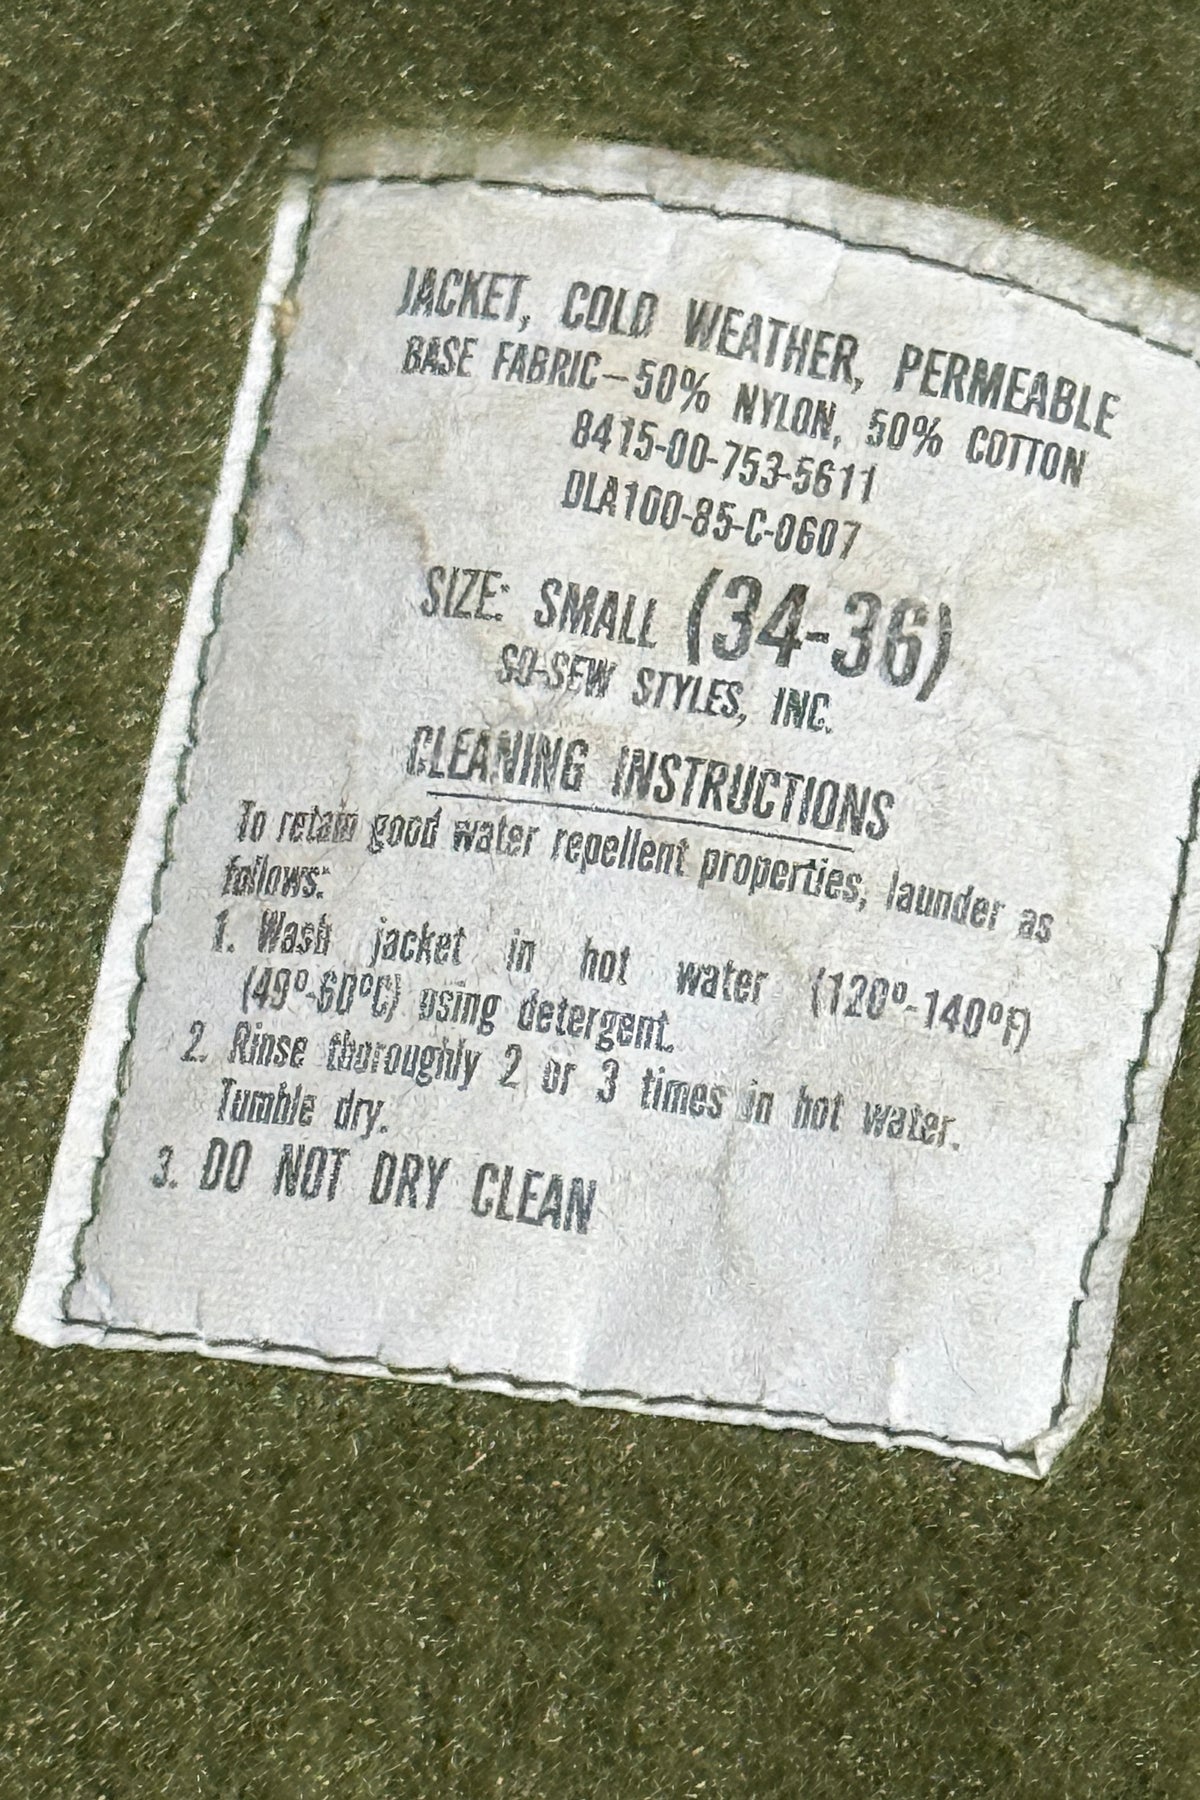 JACKET, COLD WEATHER, PERMEABLE
BASE FABRIC–50% NYLON, 50% COTTON
8415-00-753-5611
DLA100-85-C-0607
SIZE: SMALL (34-36)
SO-SEW STYLES, INC.
CLEANING INSTRUCTIONS
To retain good water repellent properties, launder as
follows:
1. Wash jacket in hot water (120°-140°F)
(49°-60°C) using detergent.
2. Rinse thoroughly 2 or 3 times in hot water.
Tumble dry.
3. DO NOT DRY CLEAN